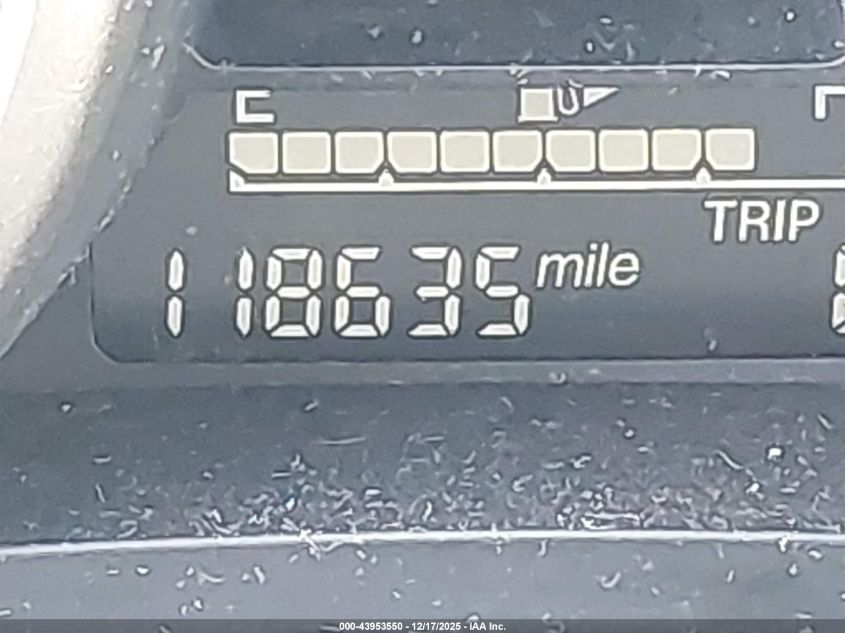 E
TRIP
118635 mile
000-43953550 - 12/17/2025 - IAA Inc.